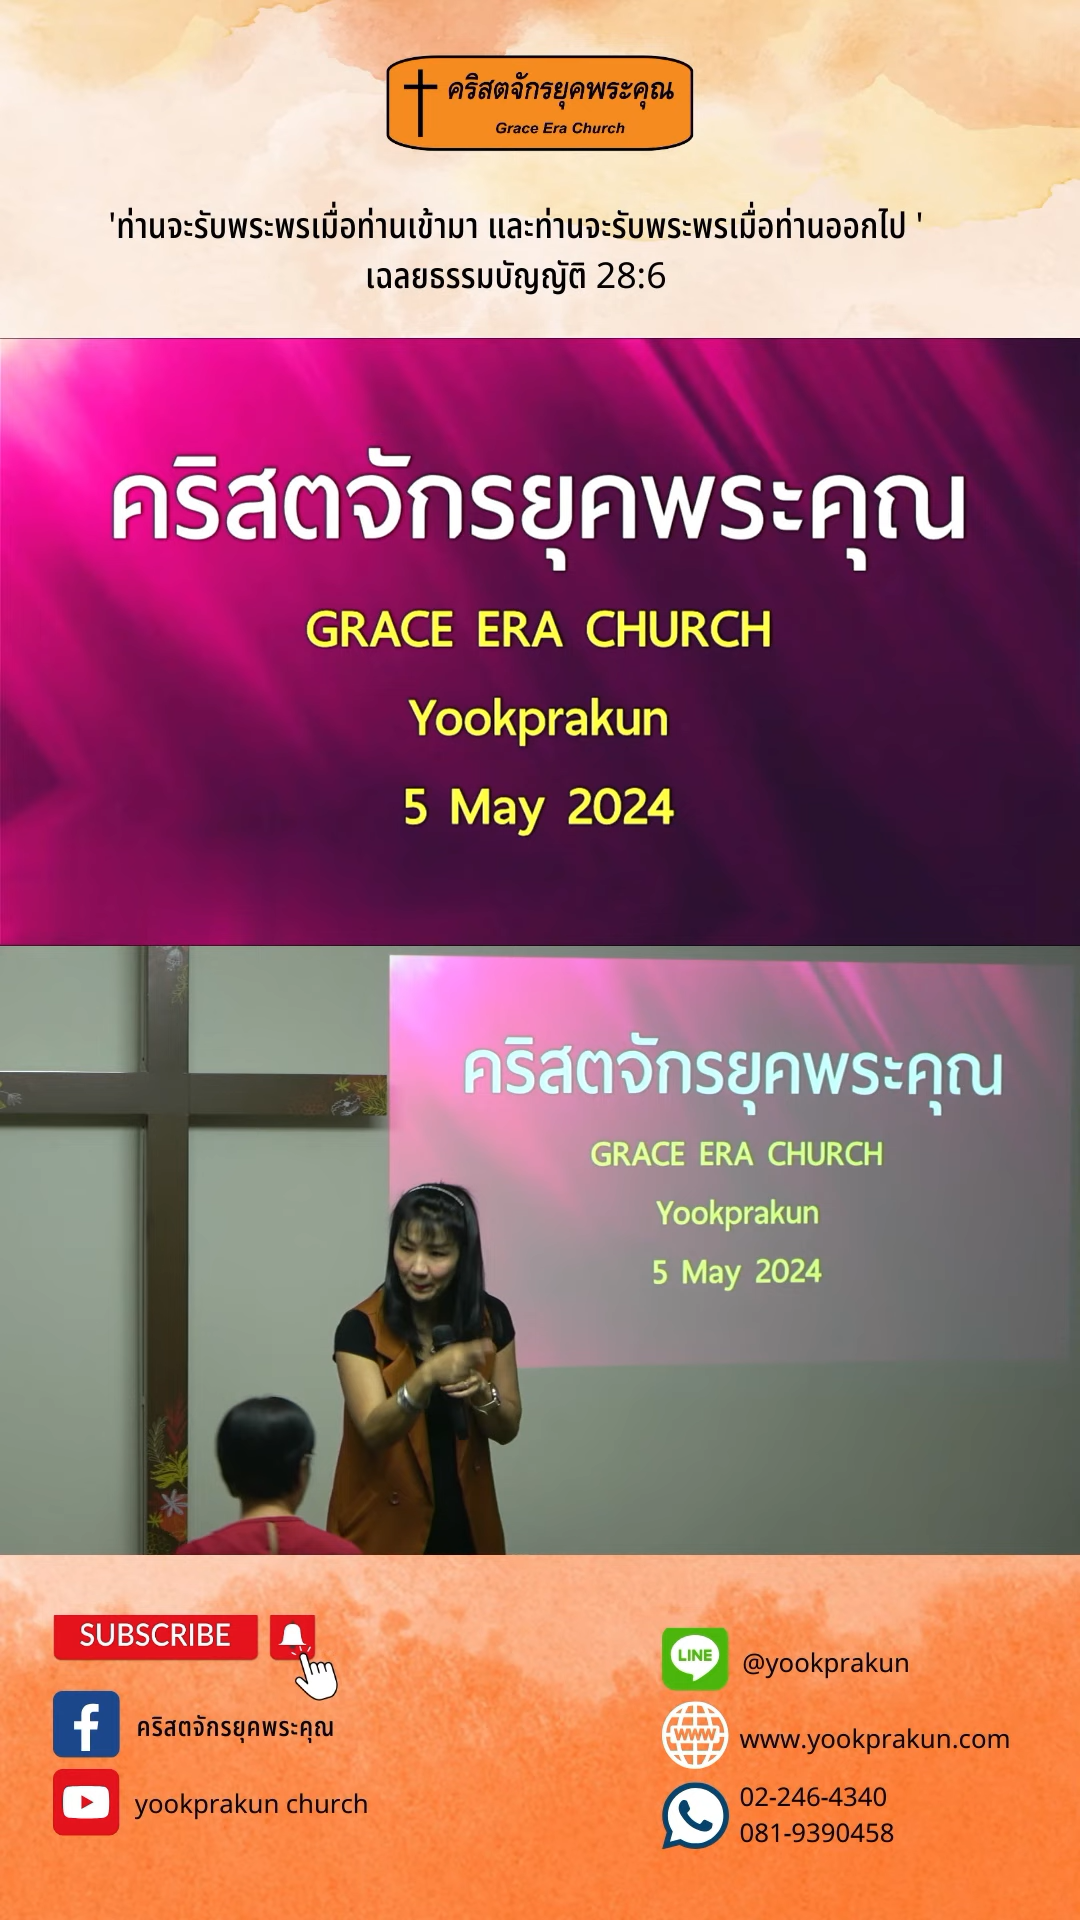 คริสตจักรยุคพระคุณ
Grace Era Church
'ท่านจะรับพระพรเมื่อท่านเข้ามา และท่านจะรับพระพรเมื่อท่านออกไป '
เฉลยธรรมบัญญัติ 28:6
คริสตจักรยุคพระคุณ
GRACE ERA CHURCH
Yookprakun
5 May 2024
คริสตจักรยุคพระคุณ
GRACE ERA CHURCH
Yookprakun
5 May 2024
SUBSCRIBE
คริสตจักรยุคพระคุณ
yookprakun church
LINE
@yookprakun
WWW
www.yookprakun.com
02-246-4340
081-9390458